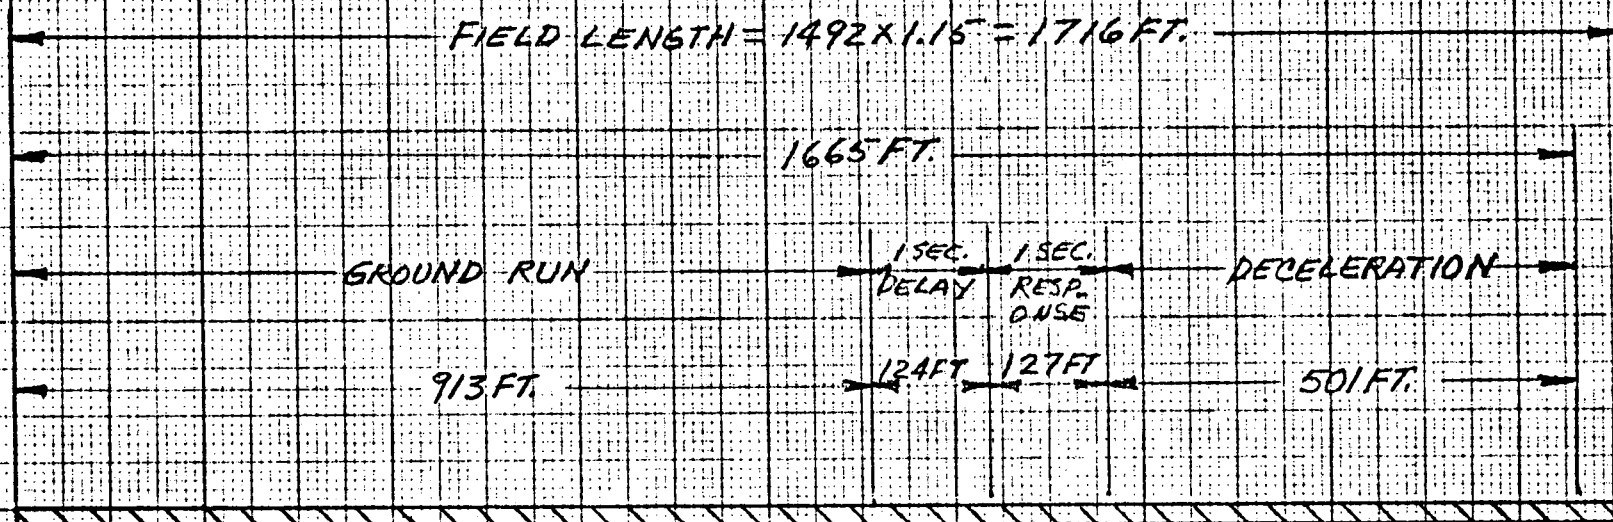 FIELD LENGTH = 1492 X 1.15 = 1716 FT.
1665 FT.
GROUND RUN
1 SEC.
DELAY
1 SEC.
RESP-
ONSE
DECELERATION
913 FT.
124 FT
127 FT
501 FT.